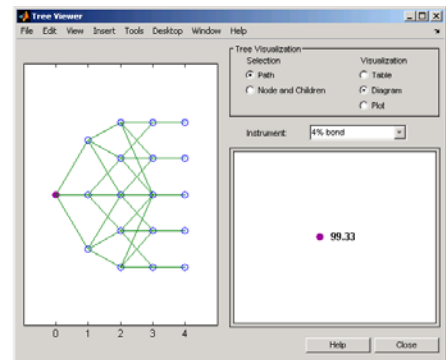 Tree Viewer
File Edit View Insert Tools Desktop Window Help
Tree Visualization
Selection
Visualization
Path
Table
Node and Children
Diagram
Plot
Instrument:
4% bond
99.33
0 1 2 3 4
Help
Close